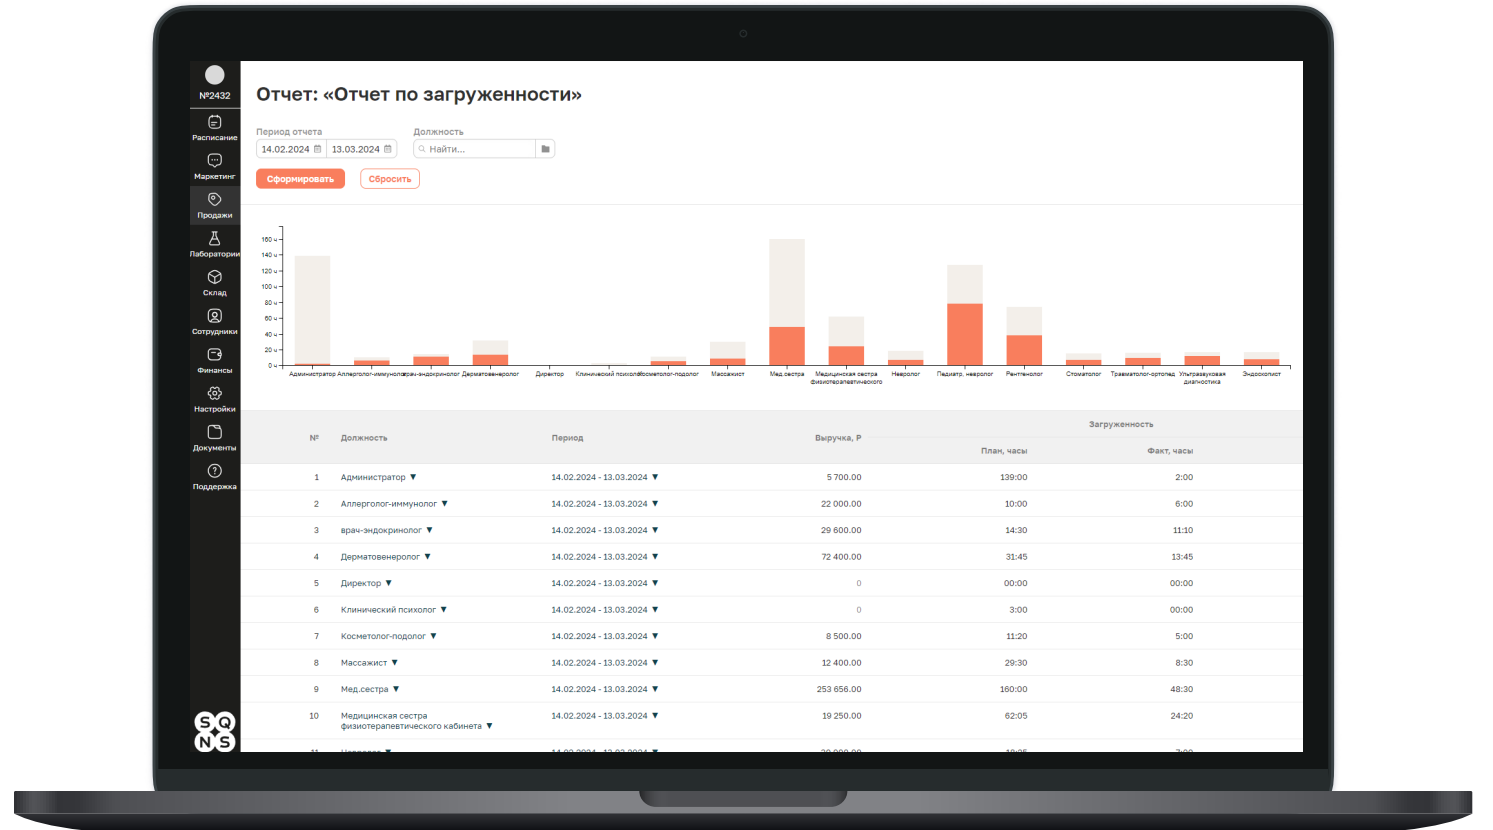 №2432
Расписание
Маркетинг
Продажи
Лаборатории
Склад
Сотрудники
Финансы
Настройки
Документы
Поддержка
SQNS
Отчет: «Отчет по загруженности»
Период отчета Должность
14.02.2024 13.03.2024 Найти...
Сформировать Сбросить
160 ч
140 ч
120 ч
100 ч
80 ч
60 ч
40 ч
20 ч
0 ч
Администратор Аллерголог-иммунолог врач-эндокринолог Дерматовенеролог Директор Клинический психолог Косметолог-подолог Массажист Мед.сестра Медицинская сестра физиотерапевтического Невролог Педиатр, невролог Рентгенолог Стоматолог Травматолог-ортопед Ультразвуковая диагностика Эндоскопист
Загруженность
№ Должность Период Выручка, Р План, часы Факт, часы
1 Администратор ▼ 14.02.2024 - 13.03.2024 ▼ 5 700.00 139:00 2:00
2 Аллерголог-иммунолог ▼ 14.02.2024 - 13.03.2024 ▼ 22 000.00 10:00 6:00
3 врач-эндокринолог ▼ 14.02.2024 - 13.03.2024 ▼ 29 600.00 14:30 11:10
4 Дерматовенеролог ▼ 14.02.2024 - 13.03.2024 ▼ 72 400.00 31:45 13:45
5 Директор ▼ 14.02.2024 - 13.03.2024 ▼ 0 00:00 00:00
6 Клинический психолог ▼ 14.02.2024 - 13.03.2024 ▼ 0 3:00 00:00
7 Косметолог-подолог ▼ 14.02.2024 - 13.03.2024 ▼ 8 500.00 11:20 5:00
8 Массажист ▼ 14.02.2024 - 13.03.2024 ▼ 12 400.00 29:30 8:30
9 Мед.сестра ▼ 14.02.2024 - 13.03.2024 ▼ 253 656.00 160:00 48:30
10 Медицинская сестра 14.02.2024 - 13.03.2024 ▼ 19 250.00 62:05 24:20
физиотерапевтического кабинета ▼